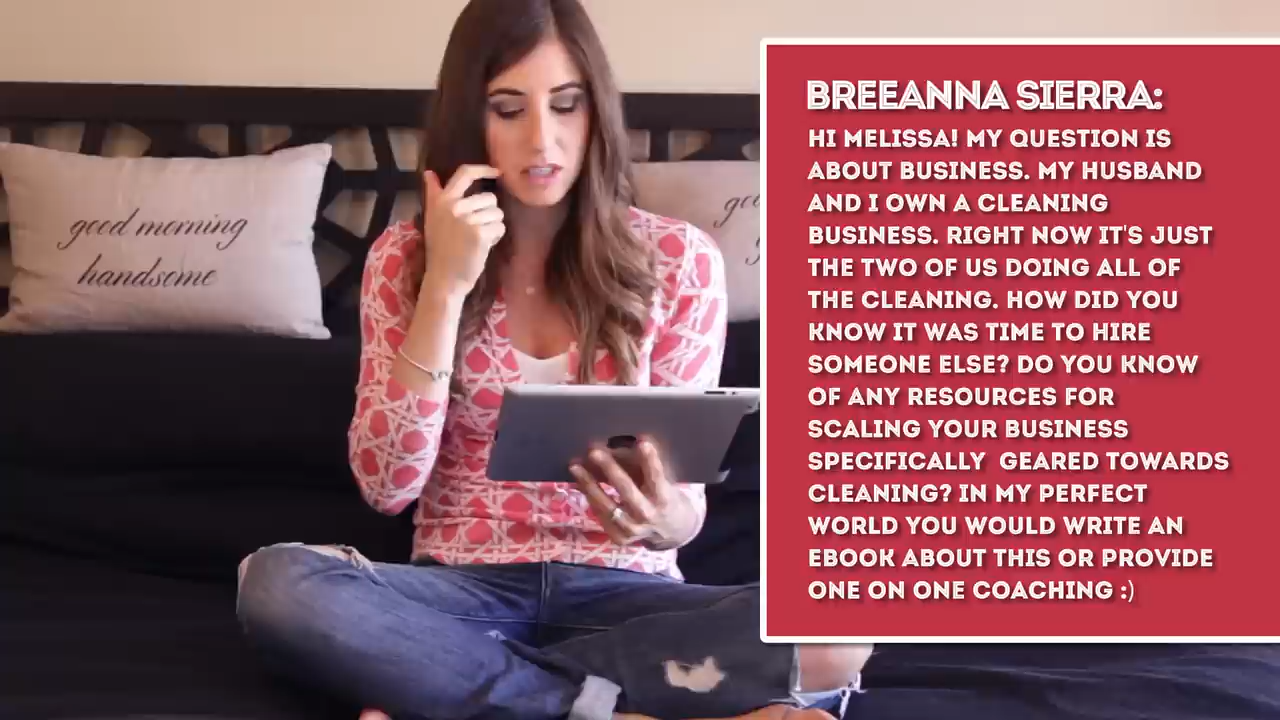 good morning
handsome
BREEANNA SIERRA:
HI MELISSA! MY QUESTION IS
ABOUT BUSINESS. MY HUSBAND
AND I OWN A CLEANING
BUSINESS. RIGHT NOW IT'S JUST
THE TWO OF US DOING ALL OF
THE CLEANING. HOW DID YOU
KNOW IT WAS TIME TO HIRE
SOMEONE ELSE? DO YOU KNOW
OF ANY RESOURCES FOR
SCALING YOUR BUSINESS
SPECIFICALLY GEARED TOWARDS
CLEANING? IN MY PERFECT
WORLD YOU WOULD WRITE AN
EBOOK ABOUT THIS OR PROVIDE
ONE ON ONE COACHING :)